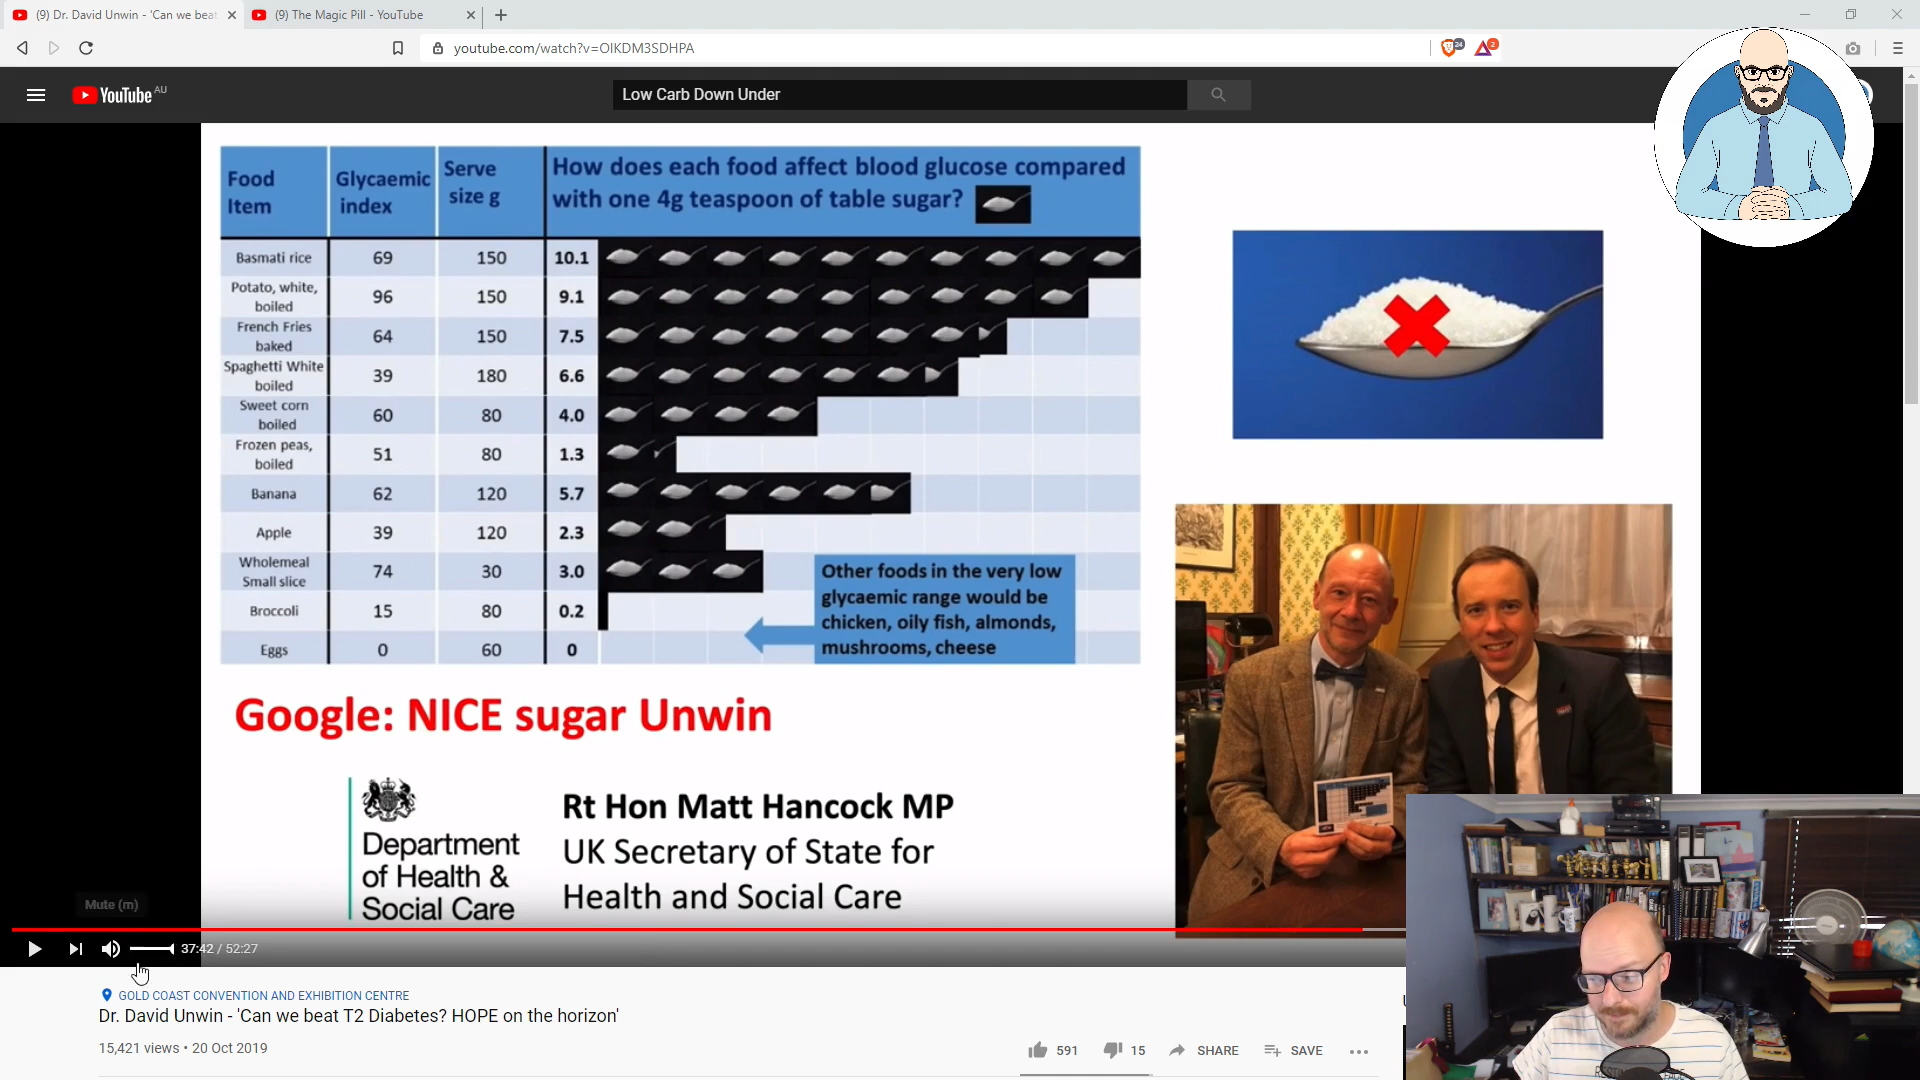 (9) Dr. David Unwin - 'Can we beat
(9) The Magic Pill - YouTube
youtube.com/watch?v=OIKDM3SDHPA
24
2
YouTube AU
Low Carb Down Under
Food Item
Glycaemic index
Serve size g
How does each food affect blood glucose compared
with one 4g teaspoon of table sugar?
Basmati rice 69 150 10.1
Potato, white, boiled 96 150 9.1
French Fries baked 64 150 7.5
Spaghetti White boiled 39 180 6.6
Sweet corn boiled 60 80 4.0
Frozen peas, boiled 51 80 1.3
Banana 62 120 5.7
Apple 39 120 2.3
Wholemeal Small slice 74 30 3.0
Broccoli 15 80 0.2
Eggs 0 60 0
Other foods in the very low
glycaemic range would be
chicken, oily fish, almonds,
mushrooms, cheese
Google: NICE sugar Unwin
Department
of Health &
Social Care
Rt Hon Matt Hancock MP
UK Secretary of State for
Health and Social Care
Mute (m)
37:42 / 52:27
GOLD COAST CONVENTION AND EXHIBITION CENTRE
Dr. David Unwin - 'Can we beat T2 Diabetes? HOPE on the horizon'
15,421 views • 20 Oct 2019
591
15
SHARE
SAVE